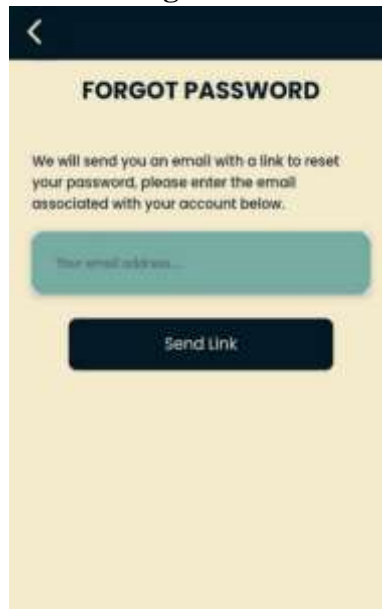 FORGOT PASSWORD
We will send you an email with a link to reset
your password, please enter the email
associated with your account below.
Your email address...
Send Link